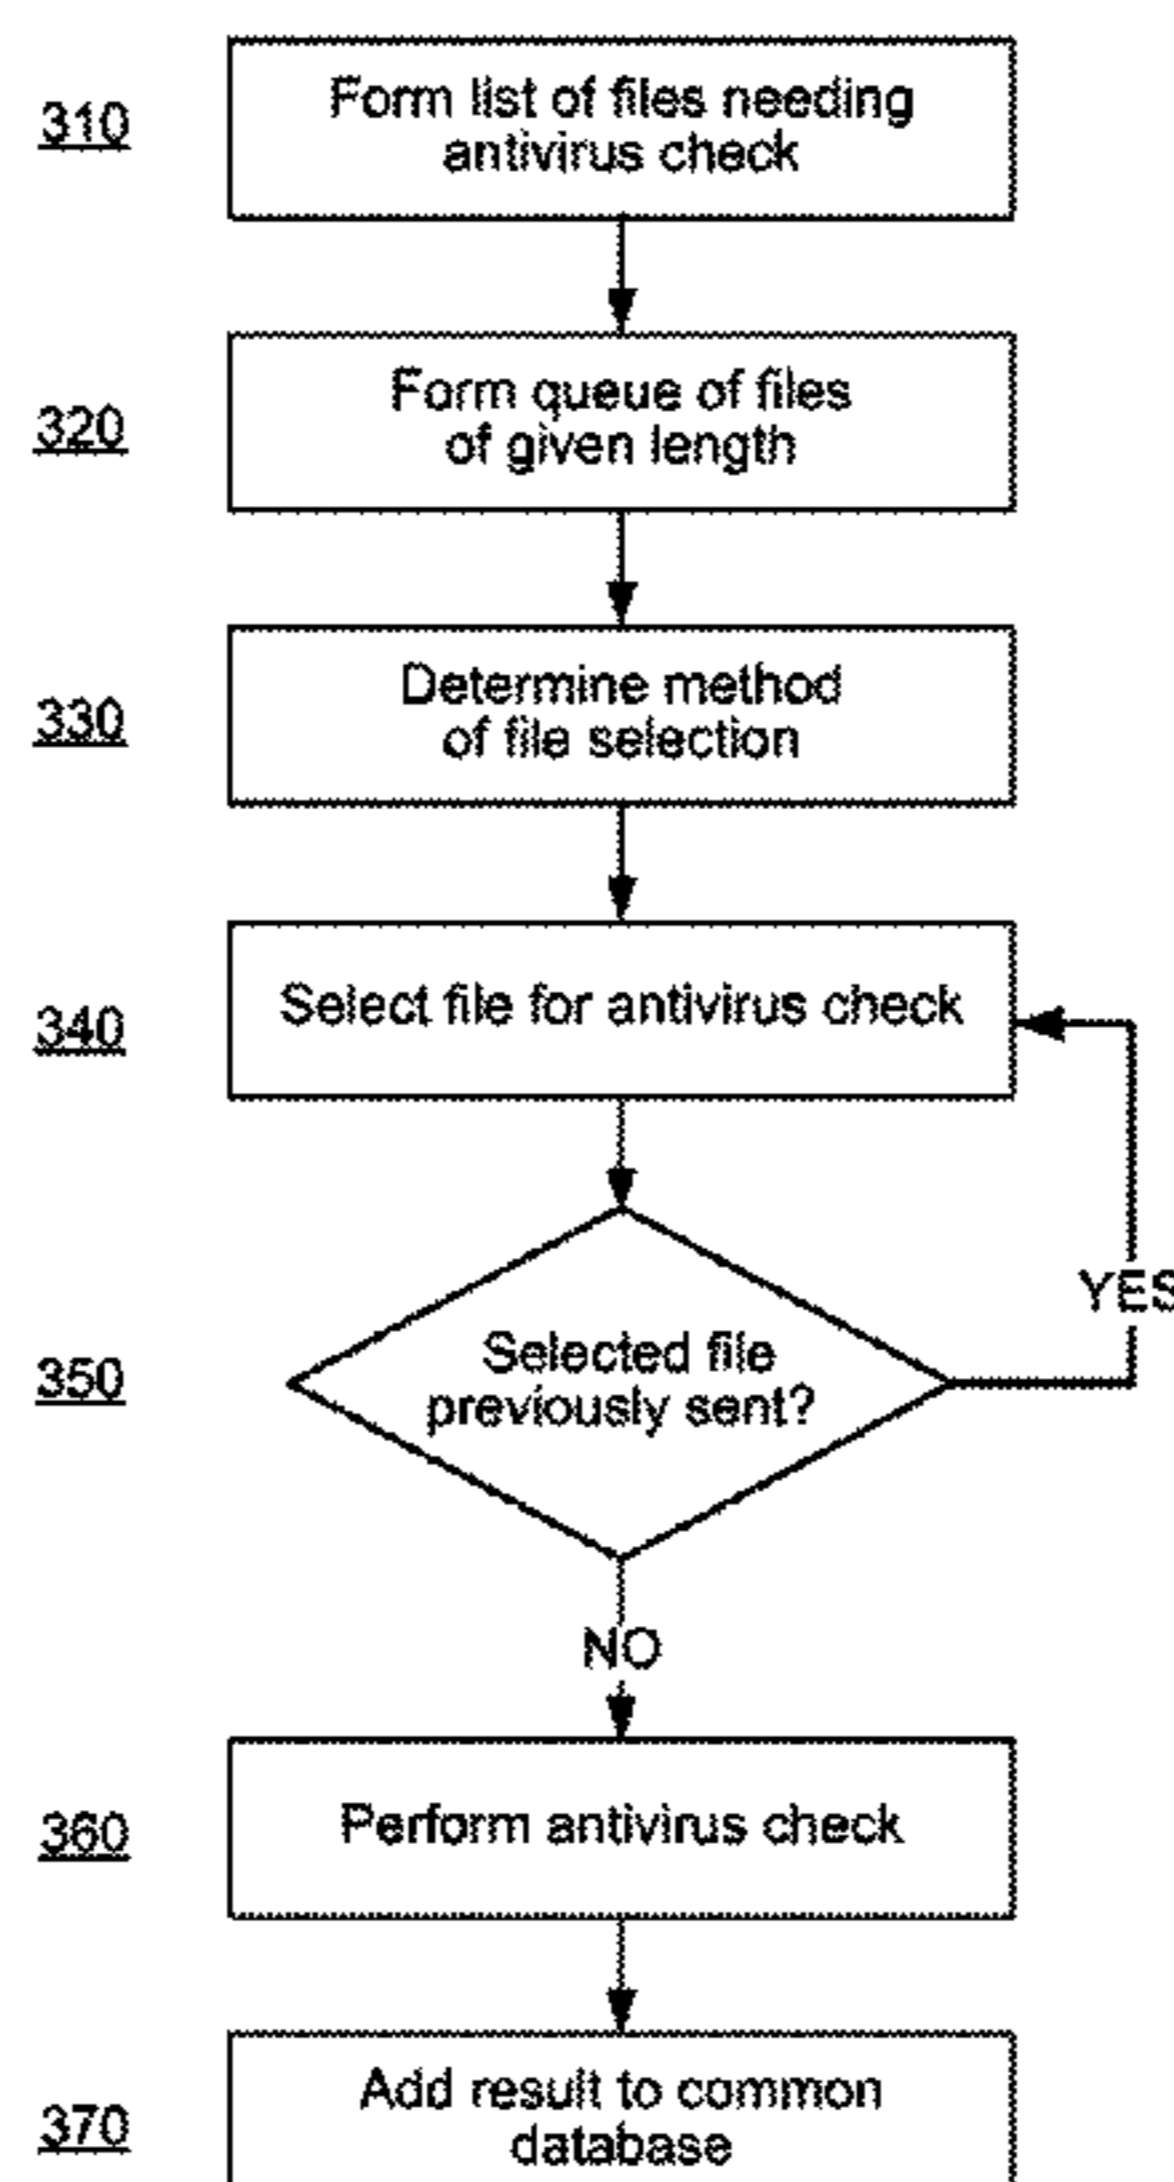 310
Form list of files needing
antivirus check
320
Form queue of files
of given length
330
Determine method
of file selection
340
Select file for antivirus check
350
Selected file
previously sent?
YES
NO
360
Perform antivirus check
370
Add result to common
database